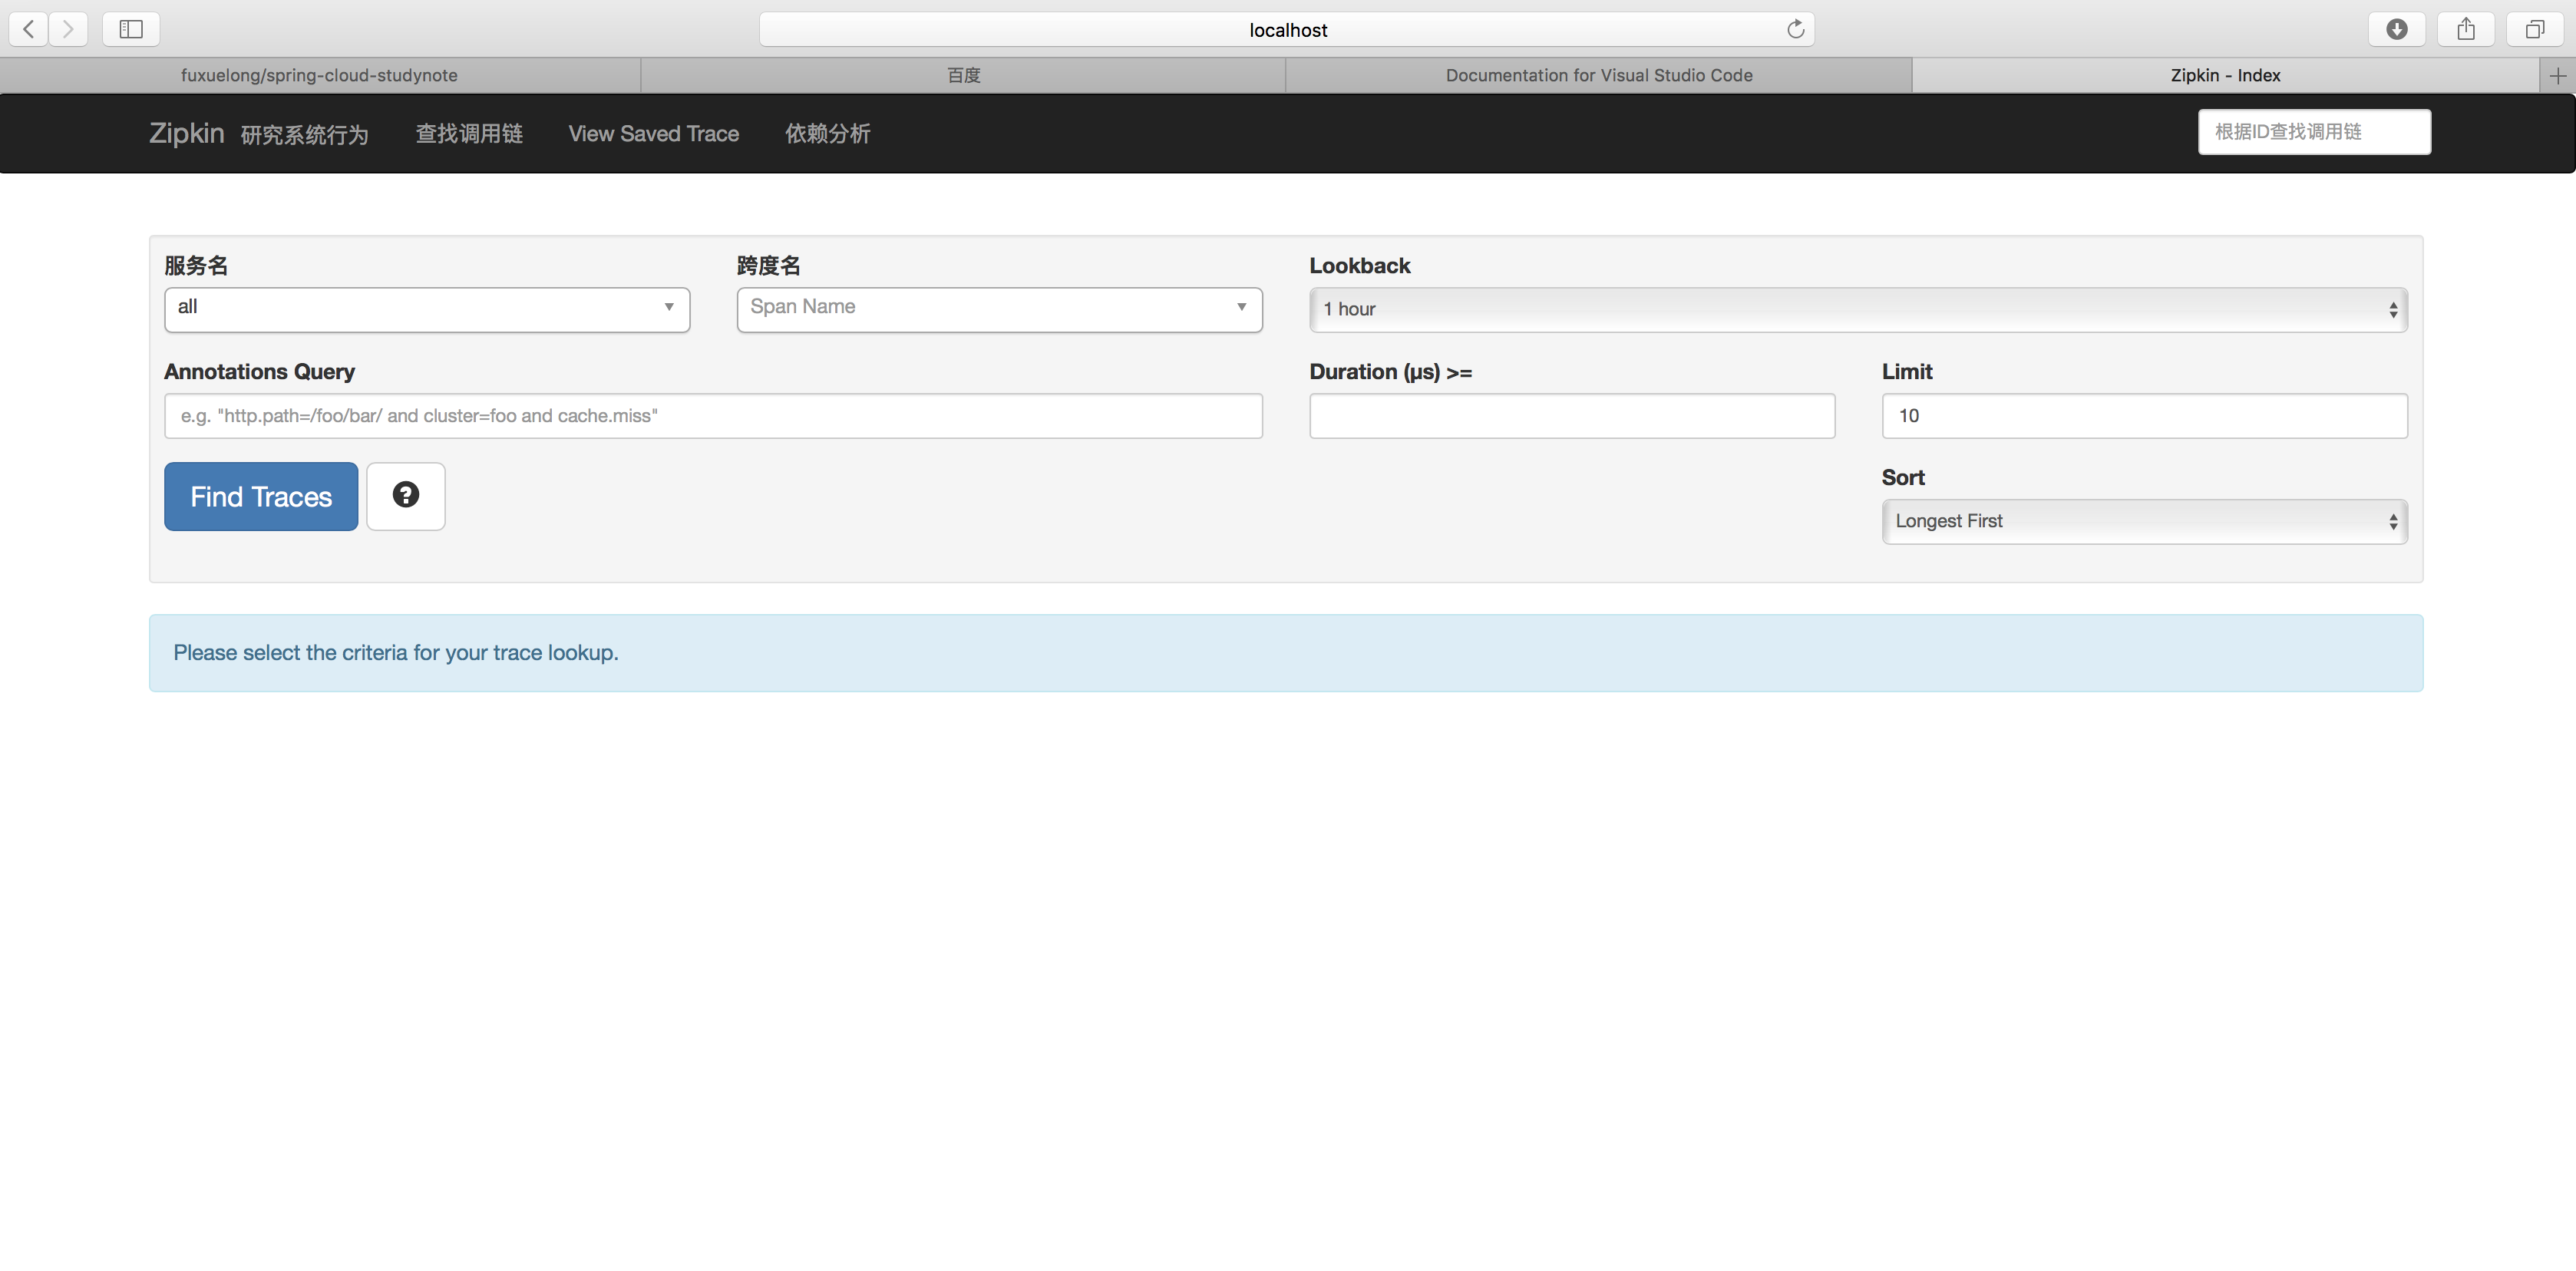 localhost
fuxuelong/spring-cloud-studynote 百度 Documentation for Visual Studio Code Zipkin - Index
Zipkin 研究系统行为 查找调用链 View Saved Trace 依赖分析 根据ID查找调用链
服务名 跨度名 Lookback
all Span Name 1 hour
Annotations Query Duration (μs) >= Limit
e.g. "http.path=/foo/bar/ and cluster=foo and cache.miss" 10
Find Traces ?
Sort
Longest First
Please select the criteria for your trace lookup.